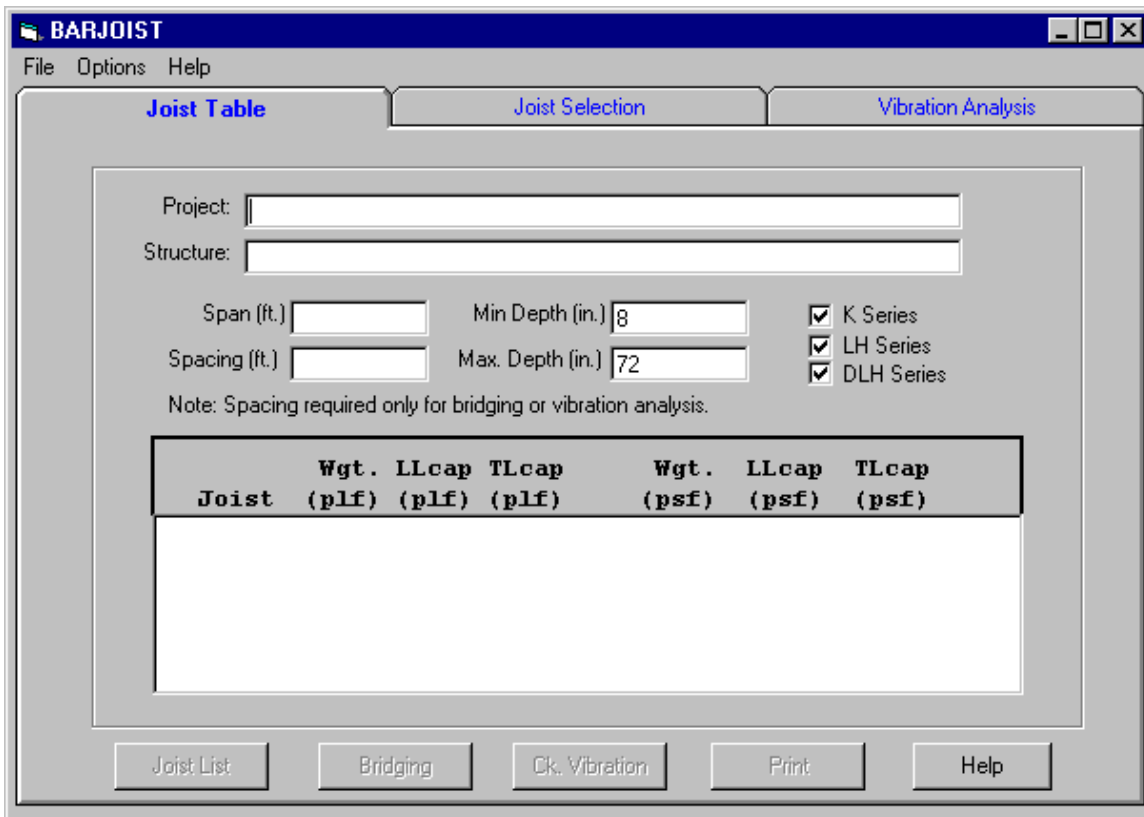 BARJOIST
File Options Help
Joist Table Joist Selection Vibration Analysis
Project:
Structure:
Span (ft.) Min Depth (in.) 8 K Series
Spacing (ft.) Max. Depth (in.) 72 LH Series
DLH Series
Note: Spacing required only for bridging or vibration analysis.
Wgt. LLcap TLcap Wgt. LLcap TLcap
Joist (plf) (plf) (plf) (psf) (psf) (psf)
Joist List Bridging Ck. Vibration Print Help